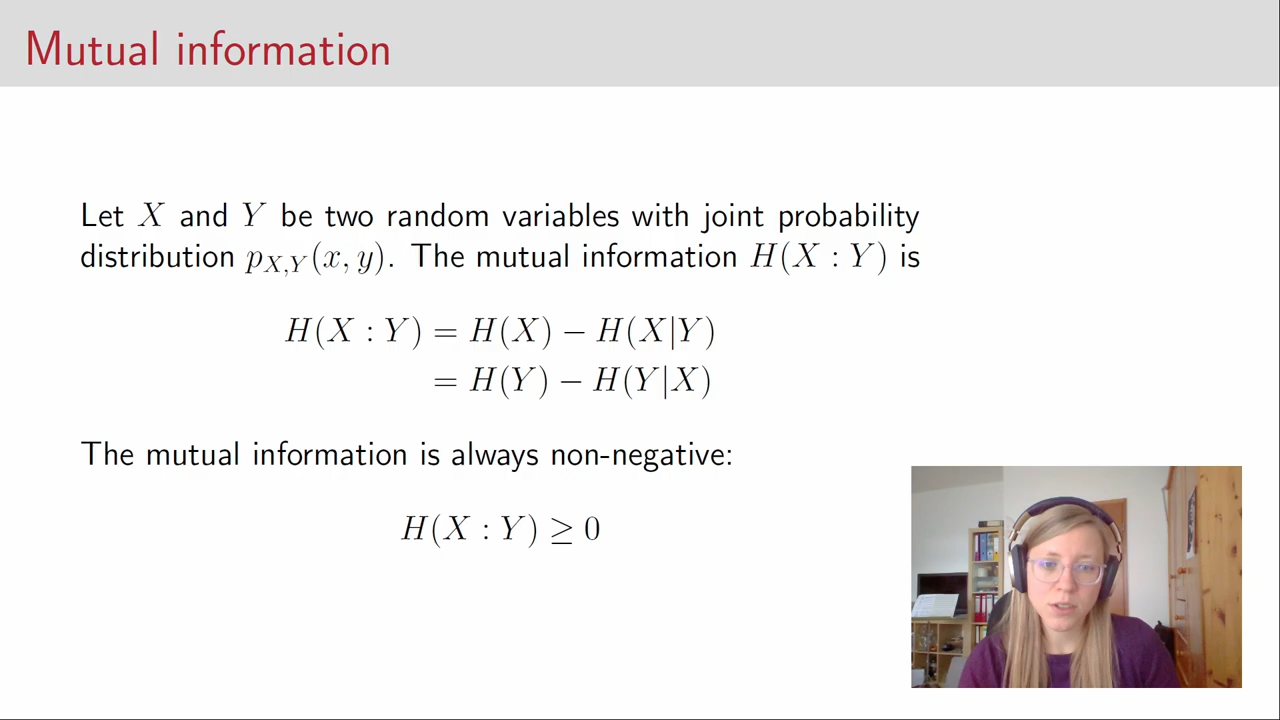 Mutual information
Let X and Y be two random variables with joint probability
distribution p_{X,Y}(x, y). The mutual information H(X : Y) is
H(X : Y) = H(X) − H(X|Y)
= H(Y) − H(Y|X)
The mutual information is always non-negative:
H(X : Y) ≥ 0